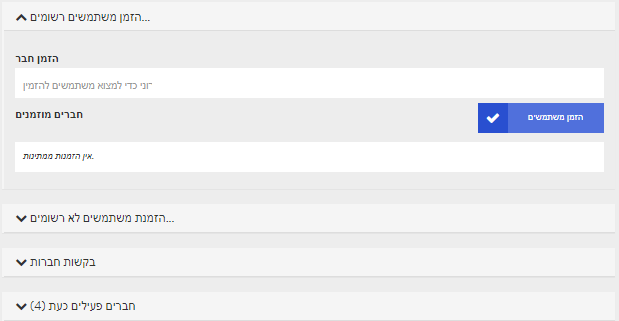 הזמן משתמשים רשומים...
הזמן חבר
רוני כדי למצוא משתמשים להזמין
חברים מוזמנים
הזמן משתמשים
אין הזמנות ממתינות.
הזמנת משתמשים לא רשומים...
בקשות חברות
חברים פעילים כעת (4)